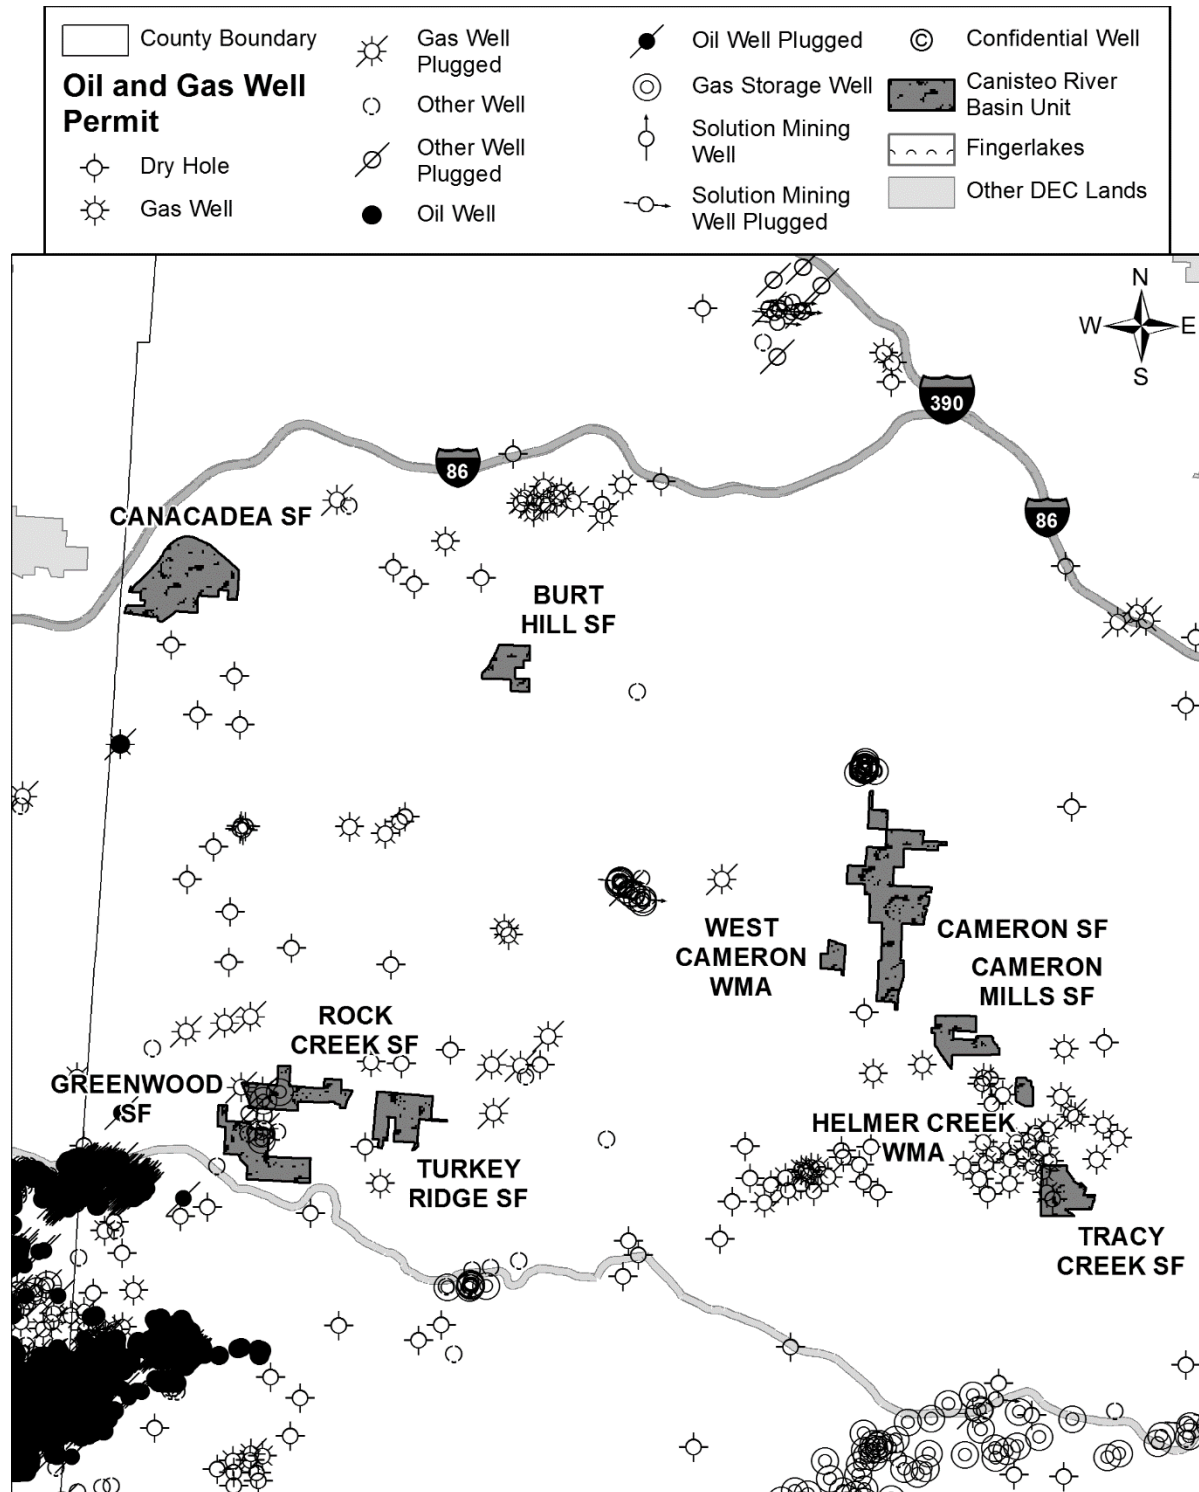 County Boundary
Oil and Gas Well
Permit
Dry Hole
Gas Well
Gas Well
Plugged
Other Well
Other Well
Plugged
Oil Well
Oil Well Plugged
Gas Storage Well
Solution Mining
Well
Solution Mining
Well Plugged
© Confidential Well
Canisteo River
Basin Unit
Fingerlakes
Other DEC Lands
N
W E
S
390
86
86
CANACADEA SF
BURT
HILL SF
WEST
CAMERON
WMA
CAMERON SF
CAMERON
MILLS SF
ROCK
CREEK SF
GREENWOOD
SF
HELMER CREEK
WMA
TURKEY
RIDGE SF
TRACY
CREEK SF